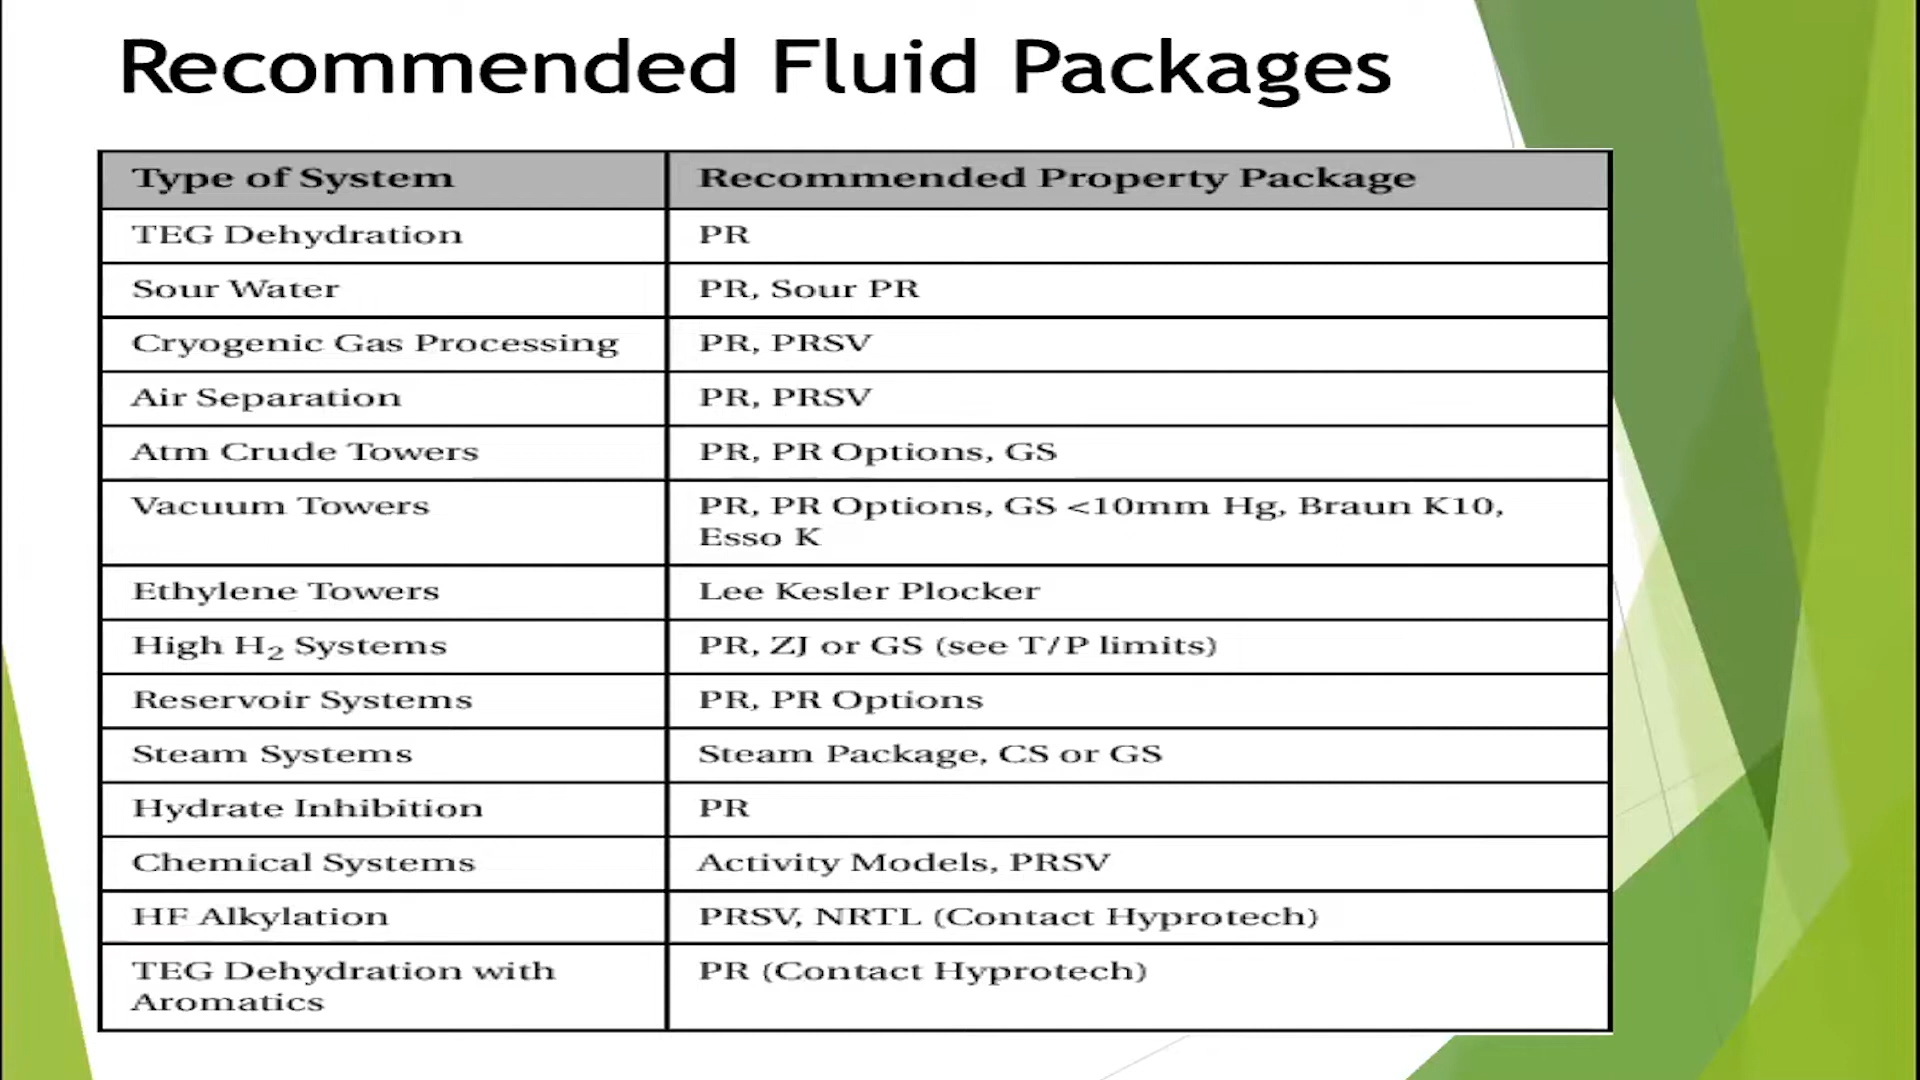 Recommended Fluid Packages
Type of System
Recommended Property Package
TEG Dehydration
PR
Sour Water
PR, Sour PR
Cryogenic Gas Processing
PR, PRSV
Air Separation
PR, PRSV
Atm Crude Towers
PR, PR Options, GS
Vacuum Towers
PR, PR Options, GS <10mm Hg, Braun K10,
Esso K
Ethylene Towers
Lee Kesler Plocker
High H₂ Systems
PR, ZJ or GS (see T/P limits)
Reservoir Systems
PR, PR Options
Steam Systems
Steam Package, CS or GS
Hydrate Inhibition
PR
Chemical Systems
Activity Models, PRSV
HF Alkylation
PRSV, NRTL (Contact Hyprotech)
TEG Dehydration with
Aromatics
PR (Contact Hyprotech)